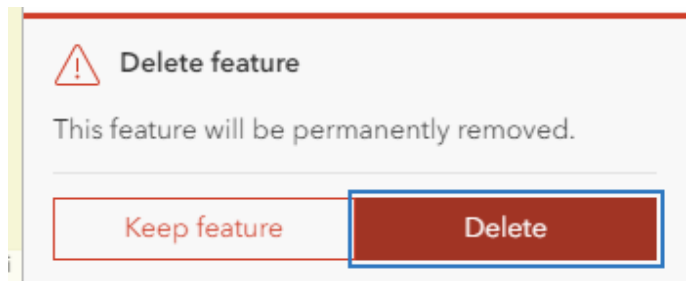 Delete feature
This feature will be permanently removed.
Keep feature Delete